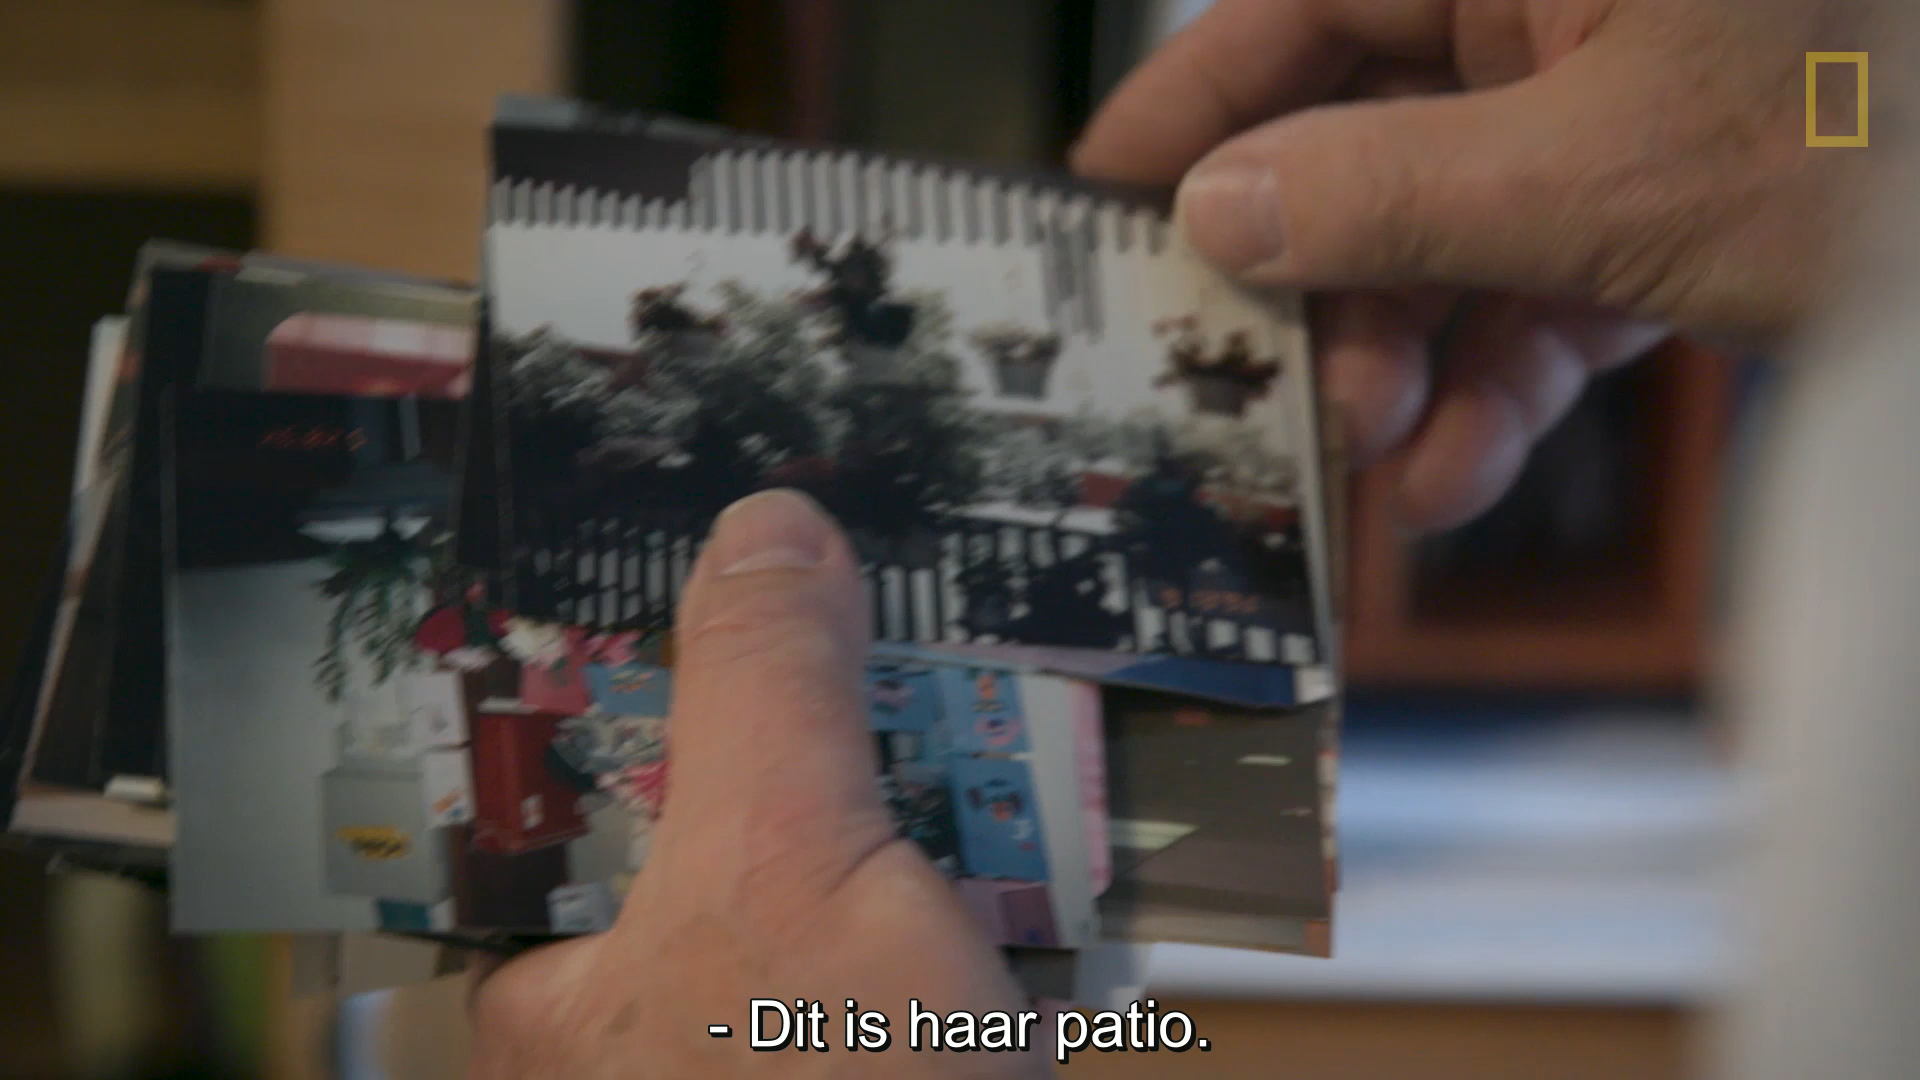 - Dit is haar patio.